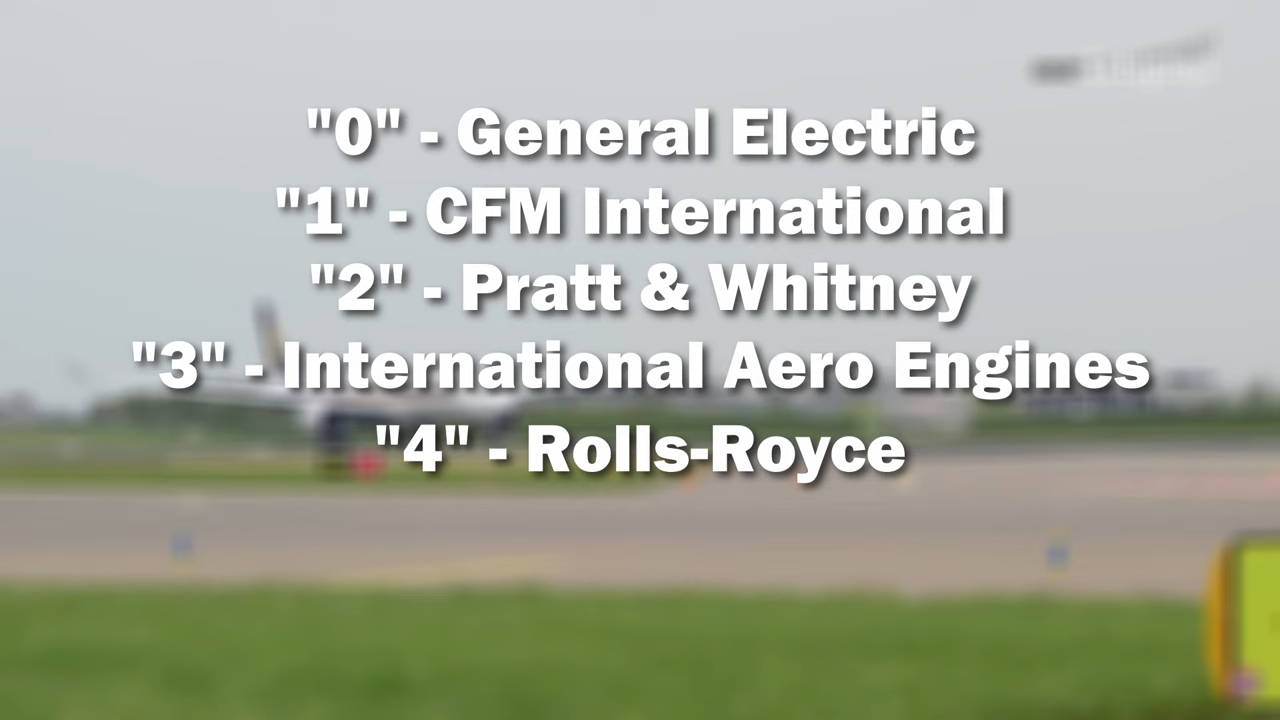 "0" - General Electric
"1" - CFM International
"2" - Pratt & Whitney
"3" - International Aero Engines
"4" - Rolls-Royce